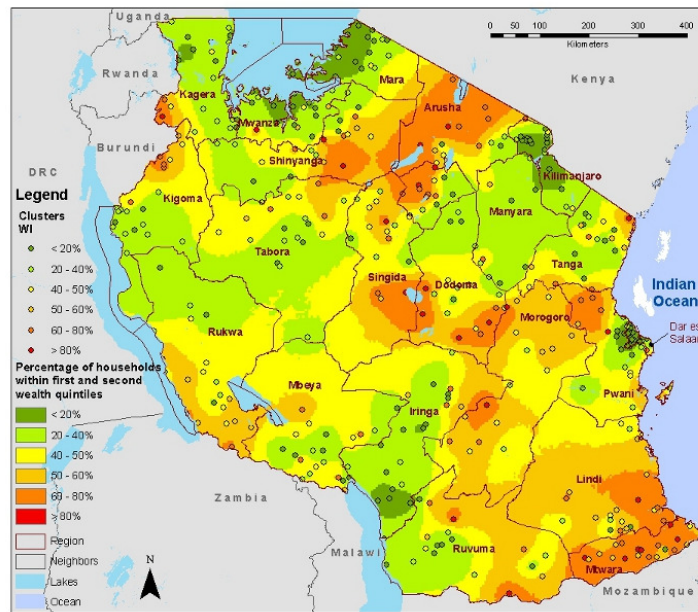 Uganda
0 50 100 200 300 400
Kilometers
Rwanda
Kenya
Mara
Kagera
Arusha
Mwanza
Burundi
Shinyanga
DRC
Kilimanjaro
Legend
Clusters
WI
< 20%
20 - 40%
40 - 50%
50 - 60%
60 - 80%
> 80%
Kigoma
Manyara
Tabora
Tanga
Singida
Dodoma
Indian
Ocean
Morogoro
Dar es
Salaam
Rukwa
Percentage of households
within first and second
wealth quintiles
< 20%
20 - 40%
40 - 50%
50 - 60%
60 - 80%
> 80%
Region
Neighbors
Lakes
Ocean
Mbeya
Iringa
Pwani
Lindi
Zambia
N
Malawi
Ruvuma
Mtwara
Mozambique